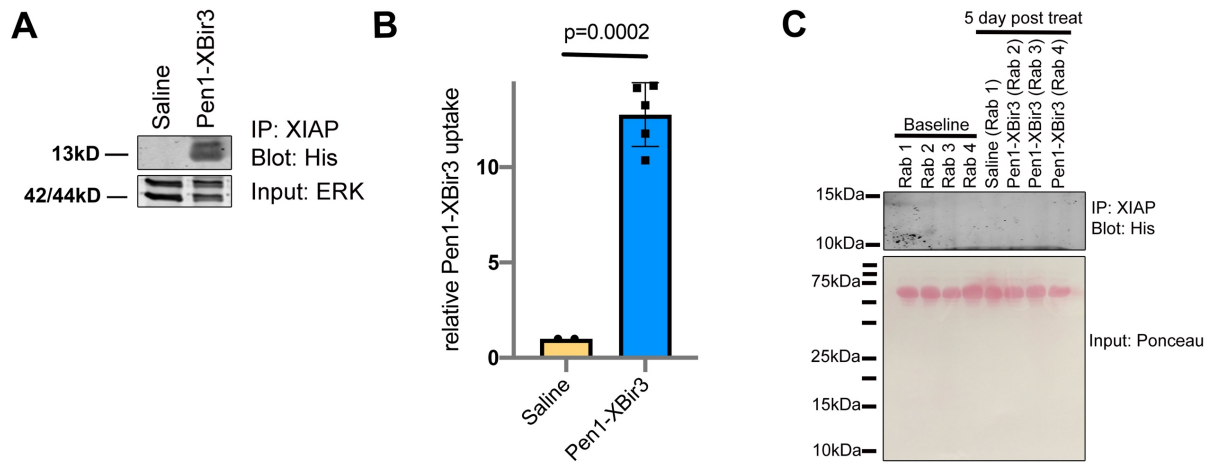 A
Saline
Pen1-XBir3
13kD
IP: XIAP
Blot: His
42/44kD
Input: ERK
B
p=0.0002
relative Pen1-XBir3 uptake
10
5
0
Saline
Pen1-XBir3
C
5 day post treat
Baseline
Rab 1
Rab 2
Rab 3
Rab 4
Saline (Rab 1)
Pen1-XBir3 (Rab 2)
Pen1-XBir3 (Rab 3)
Pen1-XBir3 (Rab 4)
15kDa
10kDa
IP: XIAP
Blot: His
75kDa
25kDa
15kDa
10kDa
Input: Ponceau